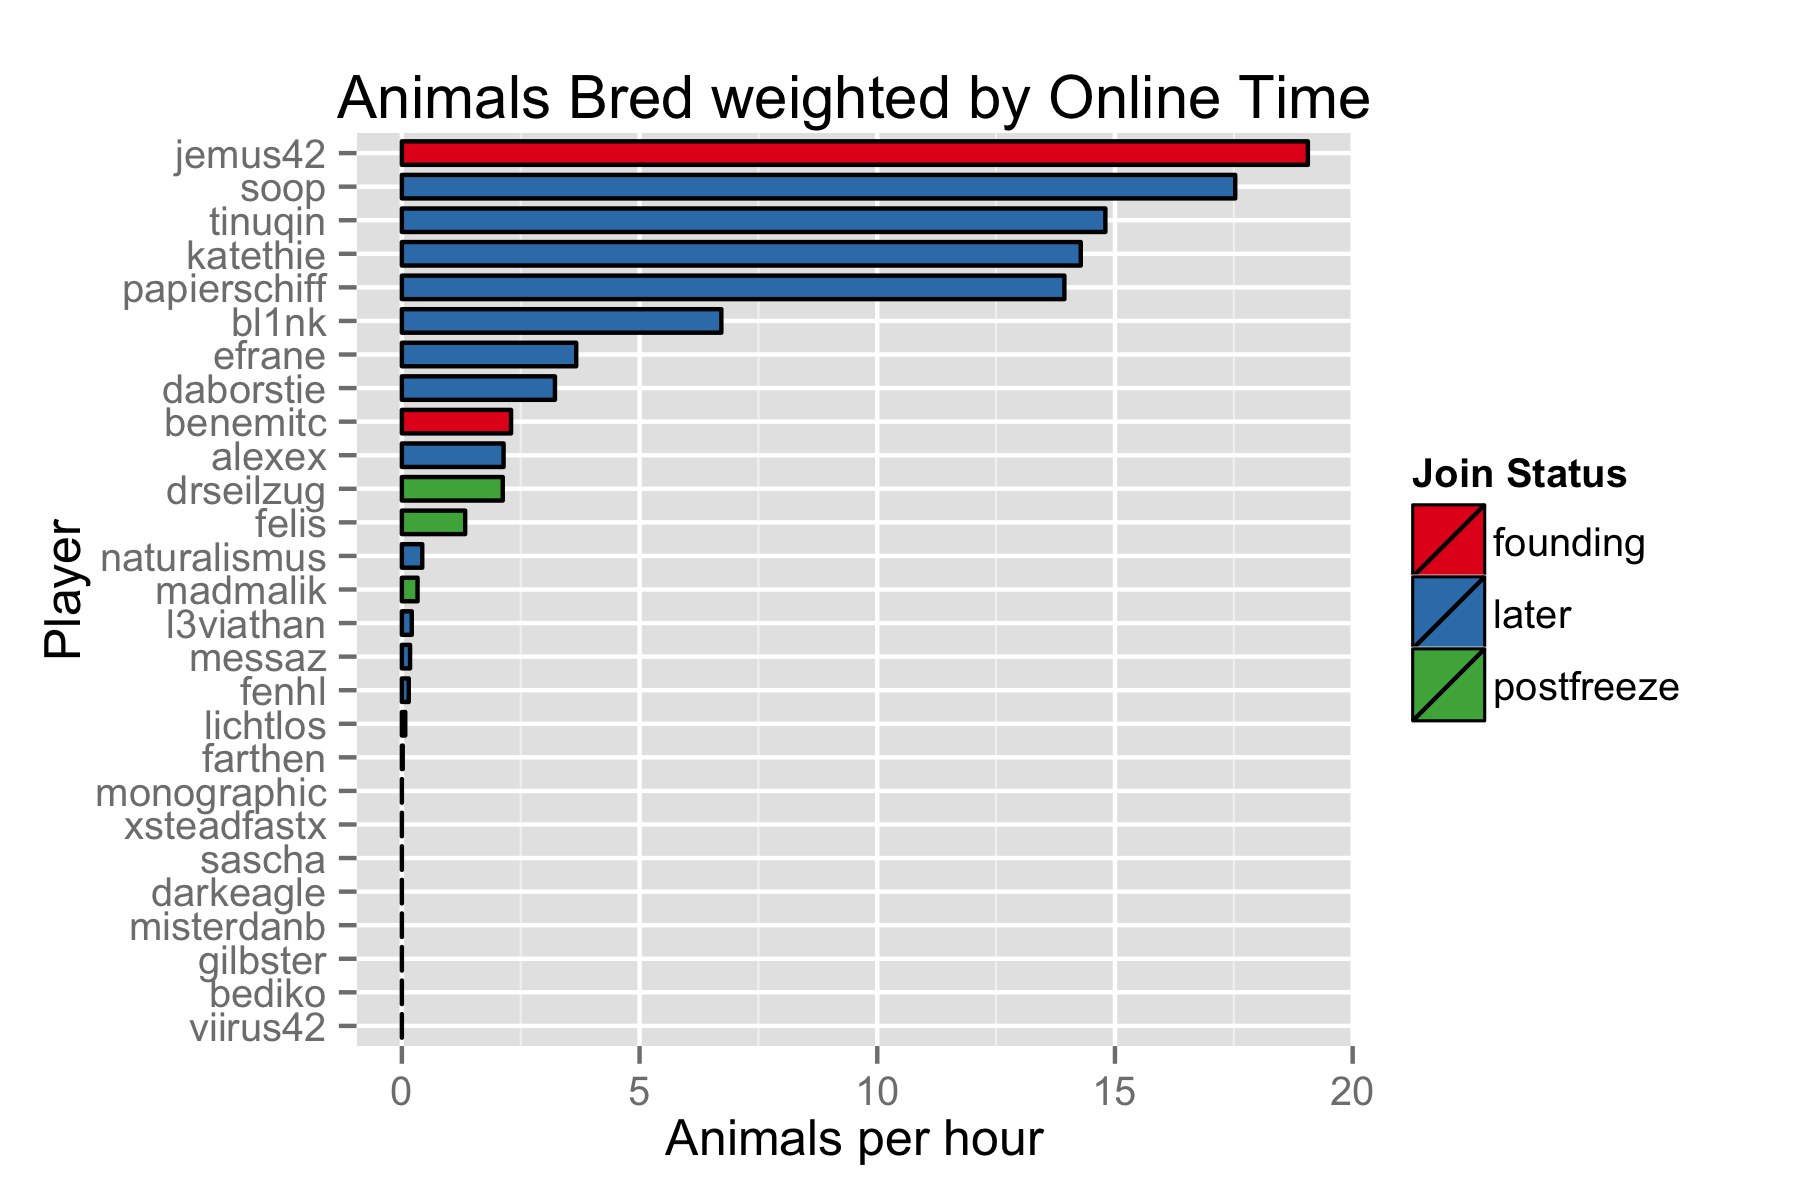 Animals Bred weighted by Online Time
jemus42
soop
tinuqin
katethie
papierschiff
bl1nk
efrane
daborstie
benemitc
alexex
drseilzug
felis
naturalismus
madmalik
l3viathan
messaz
fenhl
lichtlos
farthen
monographic
xsteadfastx
sascha
darkeagle
misterdanb
gilbster
bediko
viirus42
Player
0 5 10 15 20
Animals per hour
Join Status
founding
later
postfreeze